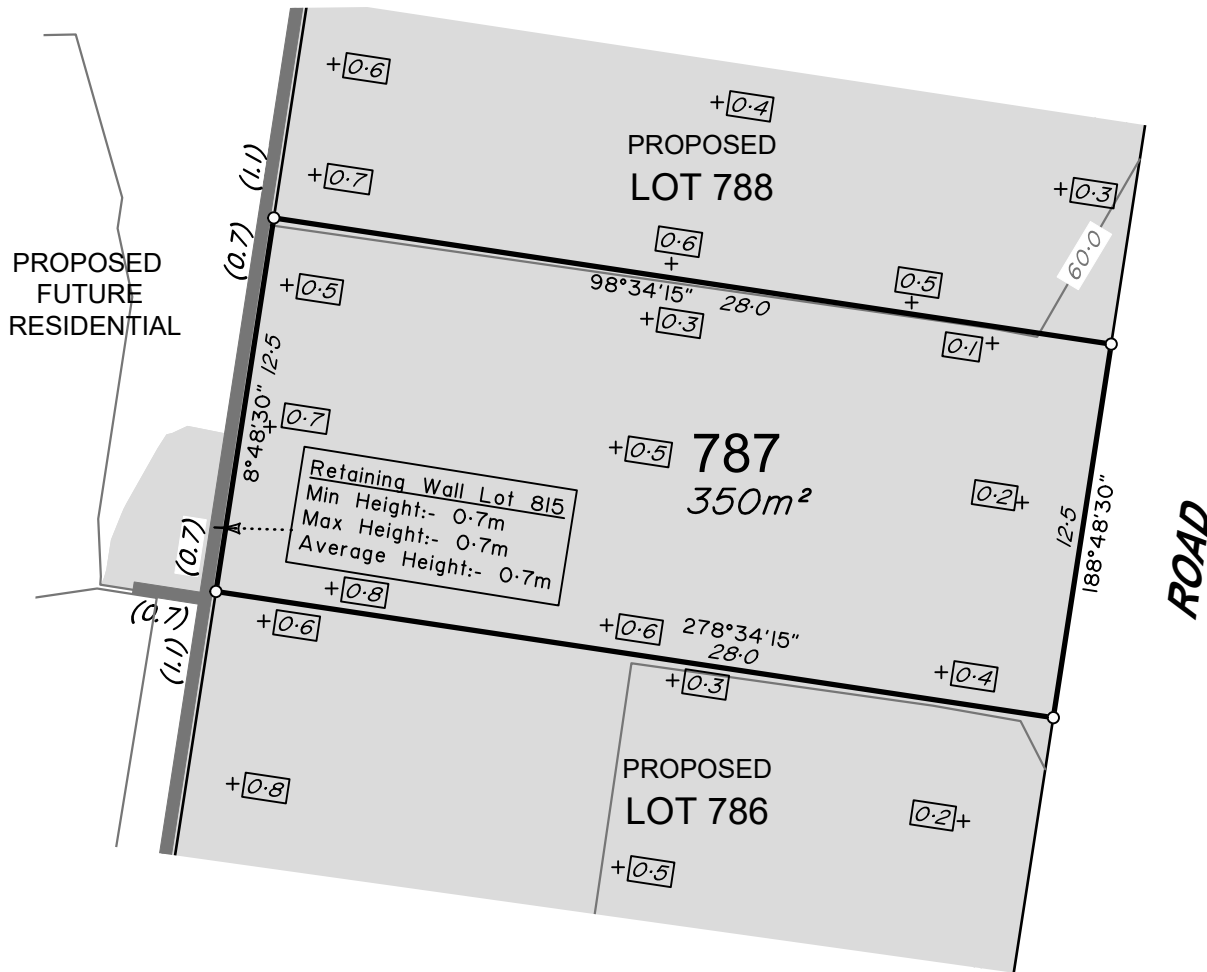 0·6
0·4
PROPOSED
LOT 788
(1.1)
0·7
0·3
(0.7)
0·6
60·0
PROPOSED
FUTURE
RESIDENTIAL
0·5
98°34'15" 28·0
0·5
0·3
0·1
8°48'30" 12·5
0·7
0·5
787
350m²
0·2
12·5
188°48'30"
ROAD
Retaining Wall Lot 815
Min Height:- 0·7m
Max Height:- 0·7m
Average Height:- 0·7m
(0.7)
(0.7)
(1.1)
0·8
0·6
0·6
278°34'15"
28·0
0·4
0·3
PROPOSED
LOT 786
0·8
0·2
0·5